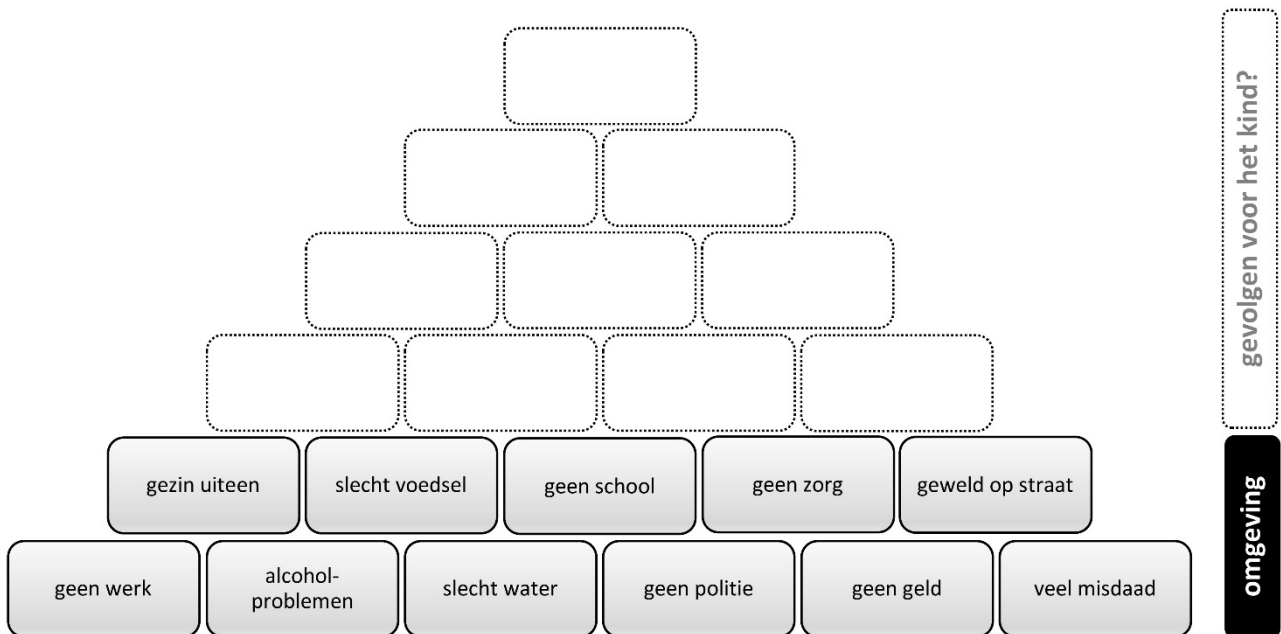 gevolgen voor het kind?
gezin uiteen
slecht voedsel
geen school
geen zorg
geweld op straat
omgeving
geen werk
alcohol-
problemen
slecht water
geen politie
geen geld
veel misdaad